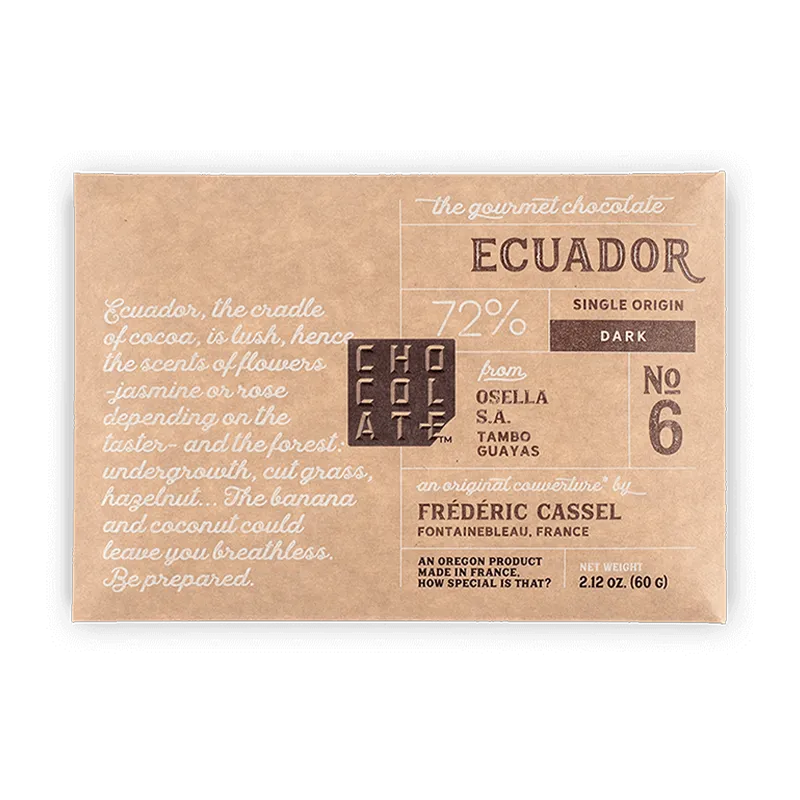 the gourmet chocolate
ECUADOR
72%
SINGLE ORIGIN
DARK
Ecuador, the cradle
of cocoa, is lush, hence
the scents of flowers
-jasmine or rose
depending on the
taster- and the forest:
undergrowth, cut grass,
hazelnut... The banana
and coconut could
leave you breathless.
Be prepared.
CHO
COL
ATE™
from
OSELLA
S.A.
TAMBO
GUAYAS
Nº
6
an original couverture* by
FRÉDÉRIC CASSEL
FONTAINEBLEAU, FRANCE
AN OREGON PRODUCT
MADE IN FRANCE.
HOW SPECIAL IS THAT?
NET WEIGHT
2.12 OZ. (60 G)